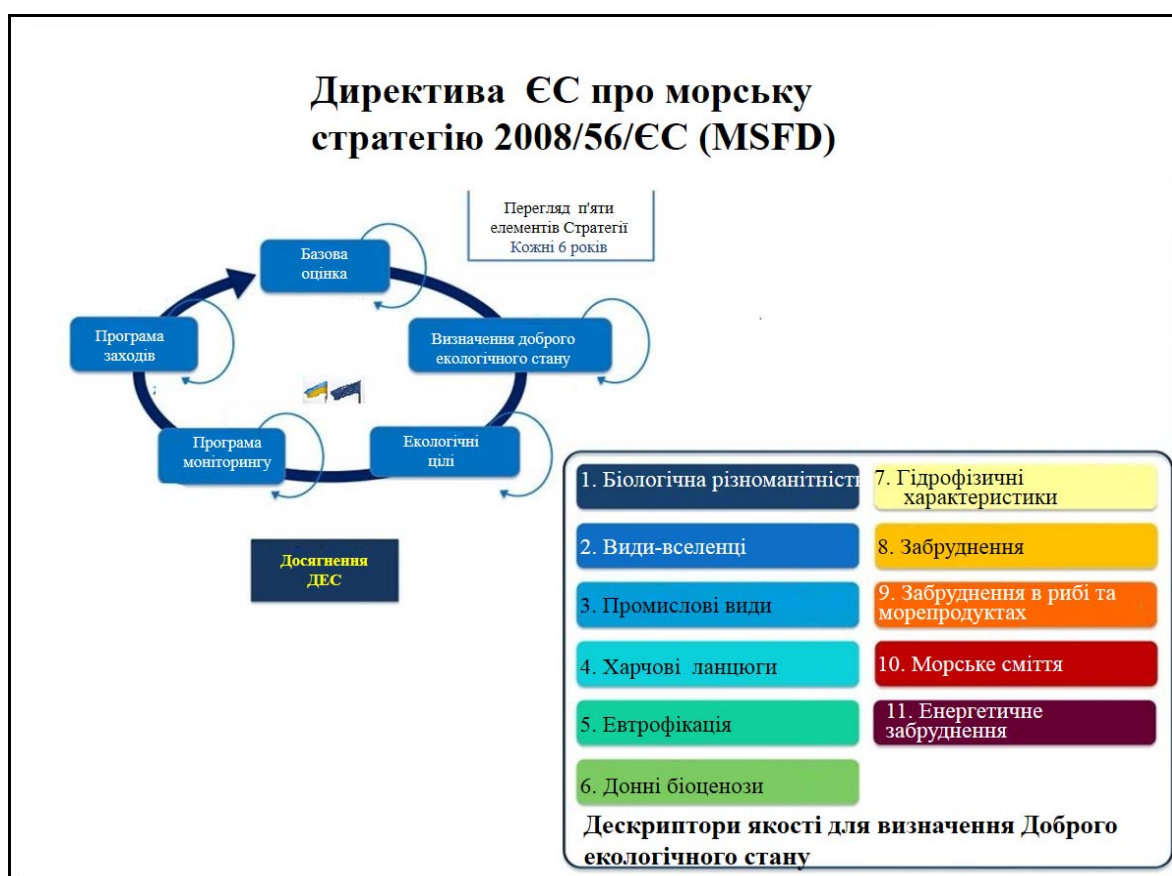 Директива ЄС про морську
стратегію 2008/56/ЄС (MSFD)
Перегляд п'яти
елементів Стратегії
Кожні 6 років
Базова
оцінка
Визначення доброго
екологічного стану
Екологічні
цілі
Програма
моніторингу
Програма
заходів
Досягнення
ДЕС
1. Біологічна різноманітність
2. Види-вселенці
3. Промислові види
4. Харчові ланцюги
5. Евтрофікація
6. Донні біоценози
7. Гідрофізичні
характеристики
8. Забруднення
9. Забруднення в рибі та
морепродуктах
10. Морське сміття
11. Енергетичне
забруднення
Дескриптори якості для визначення Доброго
екологічного стану